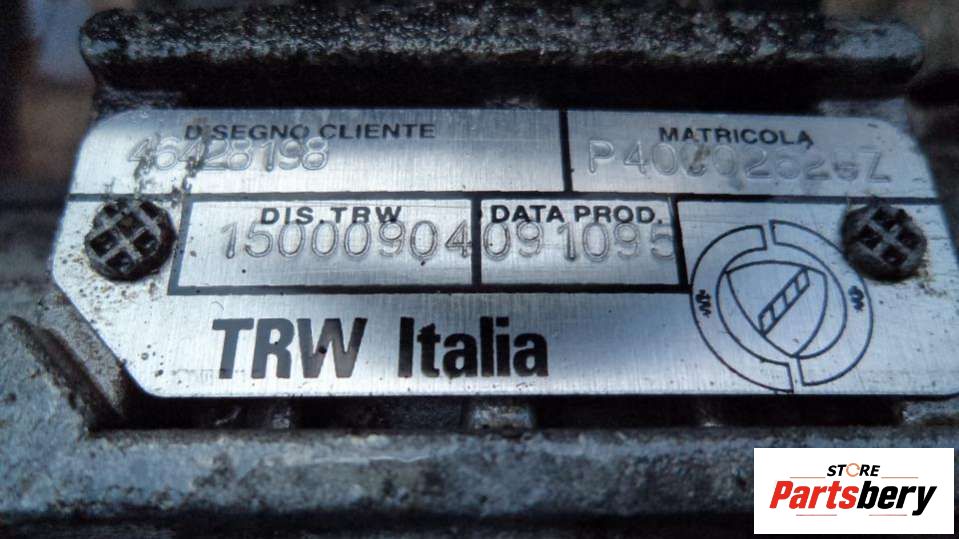 DISEGNO CLIENTE
46428198
MATRICOLA
DIS. TRW
15000904
DATA PROD.
091095
TRW Italia
STORE
Partsbery